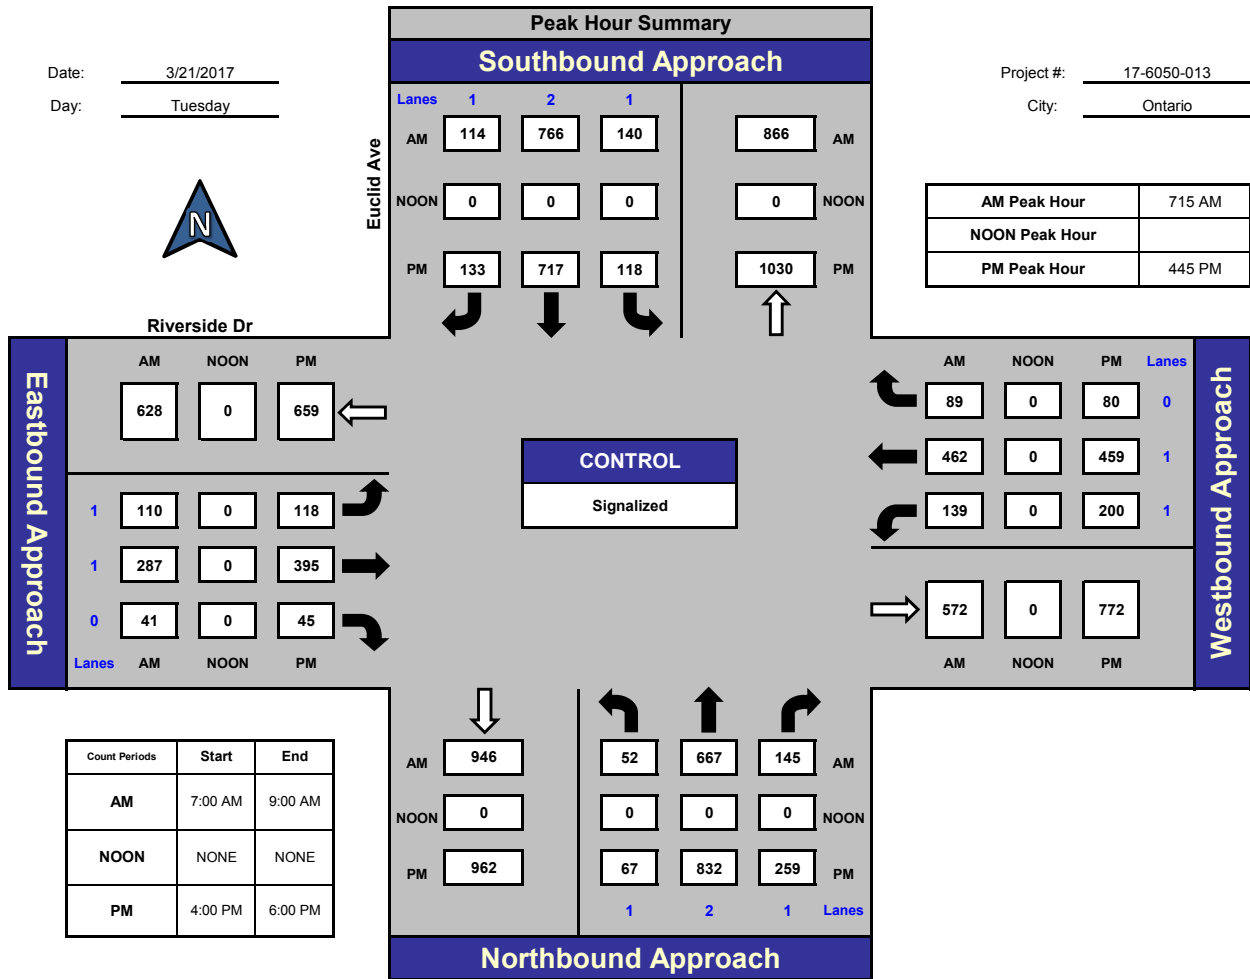 Peak Hour Summary
Southbound Approach
Date: 3/21/2017
Day: Tuesday
Project #: 17-6050-013
City: Ontario
Lanes 1 2 1
AM 114 766 140 866 AM
Euclid Ave
NOON 0 0 0 0 NOON
PM 133 717 118 1030 PM
N
AM Peak Hour 715 AM
NOON Peak Hour
PM Peak Hour 445 PM
Riverside Dr
Eastbound Approach
AM NOON PM
628 0 659
1 110 0 118
1 287 0 395
0 41 0 45
Lanes AM NOON PM
CONTROL
Signalized
AM NOON PM Lanes
89 0 80 0
462 0 459 1
139 0 200 1
572 0 772
AM NOON PM
Westbound Approach
Count Periods Start End
AM 7:00 AM 9:00 AM
NOON NONE NONE
PM 4:00 PM 6:00 PM
AM 946 52 667 145 AM
NOON 0 0 0 0 NOON
PM 962 67 832 259 PM
1 2 1 Lanes
Northbound Approach